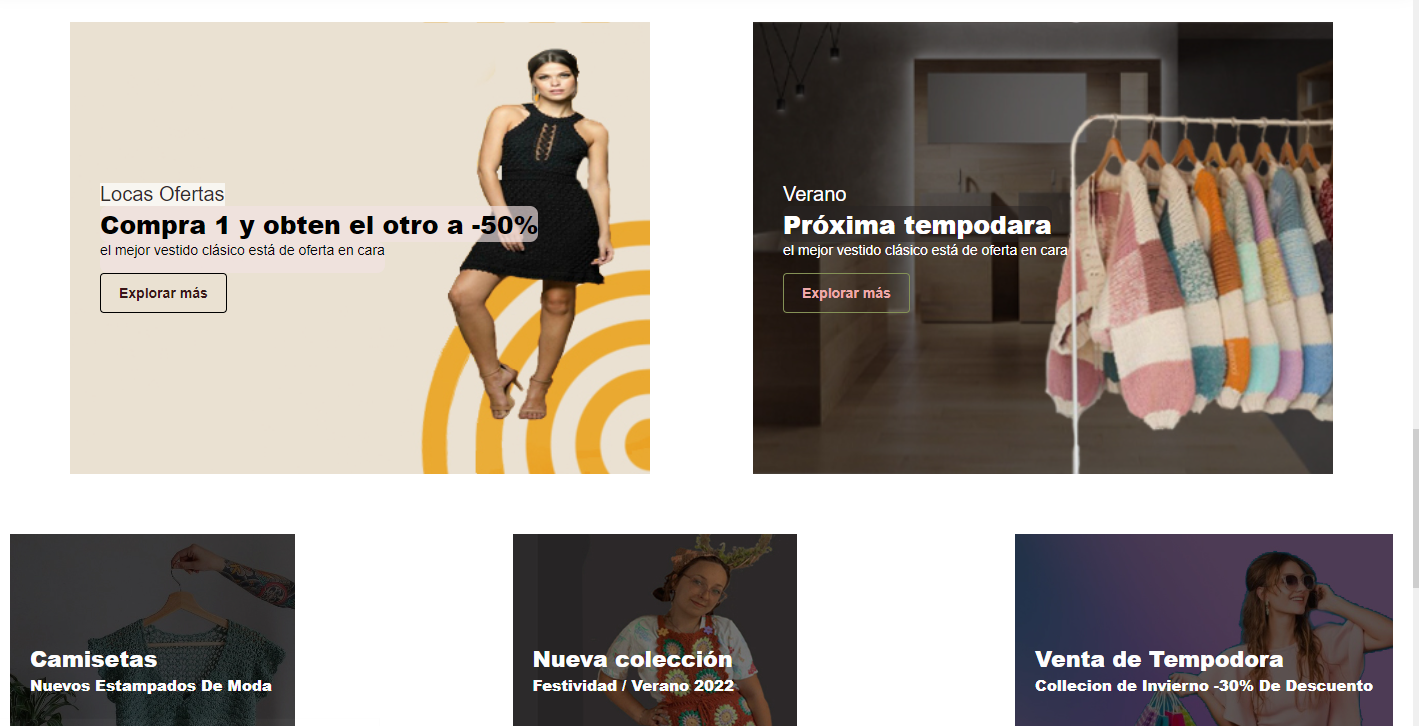 Locas Ofertas
Compra 1 y obten el otro a -50%
el mejor vestido clásico está de oferta en cara
Explorar más
Verano
Próxima tempodara
el mejor vestido clásico está de oferta en cara
Explorar más
Camisetas
Nuevos Estampados De Moda
Nueva colección
Festividad / Verano 2022
Venta de Tempodora
Collecion de Invierno -30% De Descuento